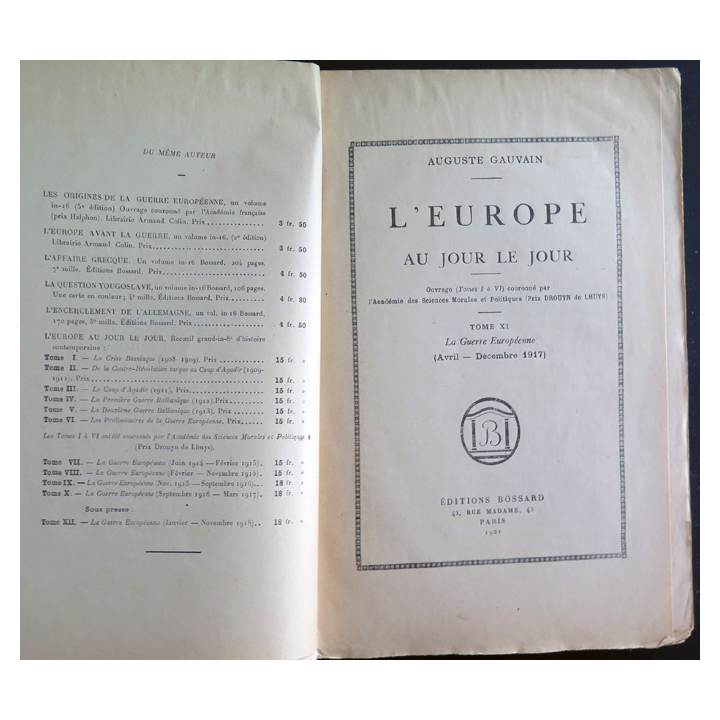 DU MÊME AUTEUR
LES ORIGINES DE LA GUERRE EUROPÉENNE, un volume
in-16 (5e édition) Ouvrage couronné par l'Académie française
(prix Halphon). Librairie Armand Colin. Prix............... 3 fr. 50
L'EUROPE AVANT LA GUERRE, un volume in-16, (2e édition)
Librairie Armand Colin. Prix............... 3 fr. 50
L'AFFAIRE GRECQUE. Un volume in-16 Bossard, 204 pages.
7e mille. Éditions Bossard. Prix............... 4 fr. 50
LA QUESTION YOUGOSLAVE, un volume in-16 Bossard, 106 pages.
Une carte en couleur; 4e mille. Éditions Bossard, Prix........ 4 fr. 80
L'ENCERCLEMENT DE L'ALLEMAGNE, un vol. in-16 Bossard,
170 pages, 3e mille. Éditions Bossard. Prix............ 4 fr. 50
L'EUROPE AU JOUR LE JOUR. Recueil grand-in-8° d'histoire
contemporaine :
Tome I. — La Crise Bosniaque (1908-1909). Prix ............ 15 fr. »
Tome II. — De la Contre-Révolution turque au Coup d'Agadir (1909-
1911), Prix............... 15 fr. »
Tome III. — Le Coup d'Agadir (1911), Prix............ 15 fr. »
Tome IV. — La Première Guerre Balkanique (1912).Prix........ 15 fr. »
Tome V. — La Deuxième Guerre Balkanique (1913), Prix ..... 15 fr. »
Tome VI. — Les Préliminaires de la Guerre Européenne. Prix...... 15 fr. »
Les Tomes I à VI ont été couronnés par l'Académie des Sciences Morales et Politiques
(Prix Drouyn de Lhuys).
Tome VII. — La Guerre Européenne (Juin 1914 — Février 1915). 15 fr. »
Tome VIII. — La Guerre Européenne (Février — Novembre 1915). 15 fr. »
Tome IX. — La Guerre Européenne (Nov. 1915 — Septembre 1916)... 18 fr. »
Tome X. — La Guerre Européenne (Septembre 1916 — Mars 1917). 18 fr. »
Sous presse :
Tome XII. — La Guerre Européenne (Janvier — Novembre 1918).. 18 fr. »
AUGUSTE GAUVAIN
L'EUROPE
AU JOUR LE JOUR
Ouvrage (Tomes I à VI) couronné par
l'Académie des Sciences Morales et Politiques (Prix DROUYN de LHUYS)
TOME XI
La Guerre Européenne
(Avril — Décembre 1917)
B
ÉDITIONS BOSSARD
43, RUE MADAME, 43
PARIS
1921